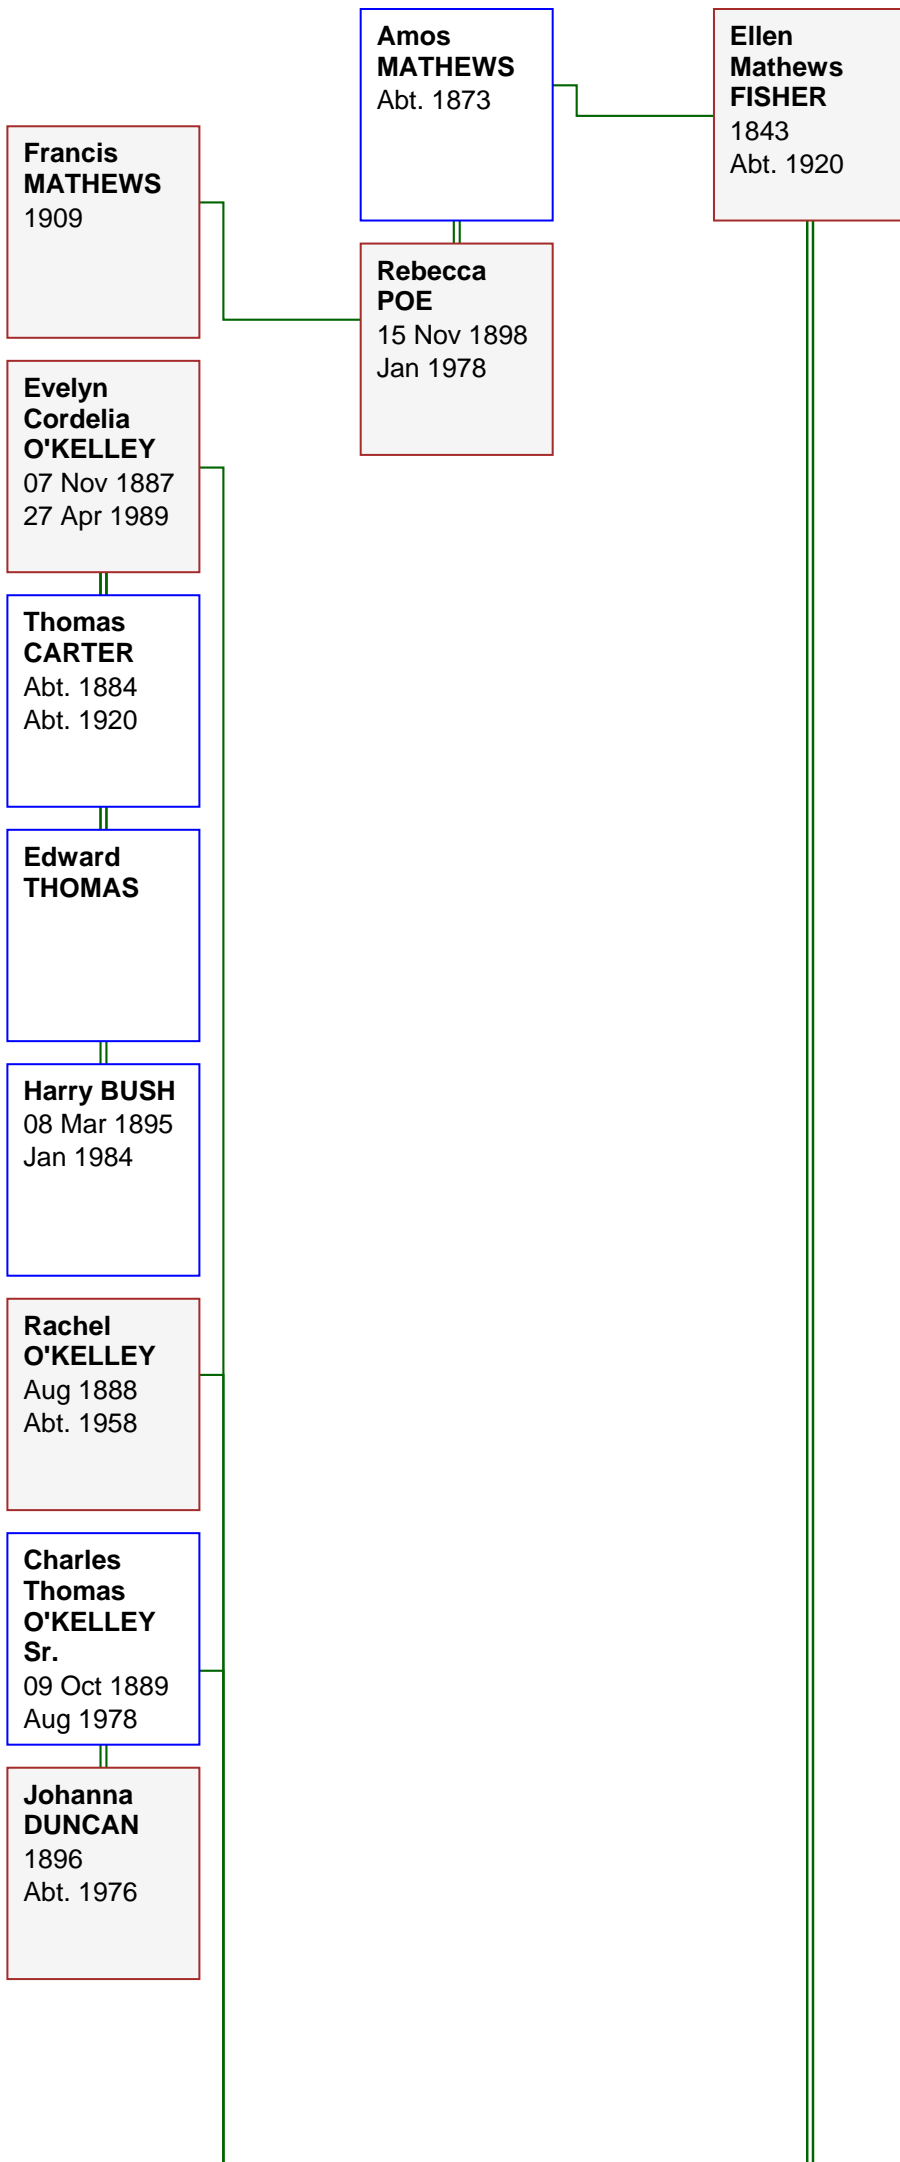 Amos
MATHEWS
Abt. 1873
Ellen
Mathews
FISHER
1843
Abt. 1920
Francis
MATHEWS
1909
Rebecca
POE
15 Nov 1898
Jan 1978
Evelyn
Cordelia
O'KELLEY
07 Nov 1887
27 Apr 1989
Thomas
CARTER
Abt. 1884
Abt. 1920
Edward
THOMAS
Harry BUSH
08 Mar 1895
Jan 1984
Rachel
O'KELLEY
Aug 1888
Abt. 1958
Charles
Thomas
O'KELLEY
Sr.
09 Oct 1889
Aug 1978
Johanna
DUNCAN
1896
Abt. 1976